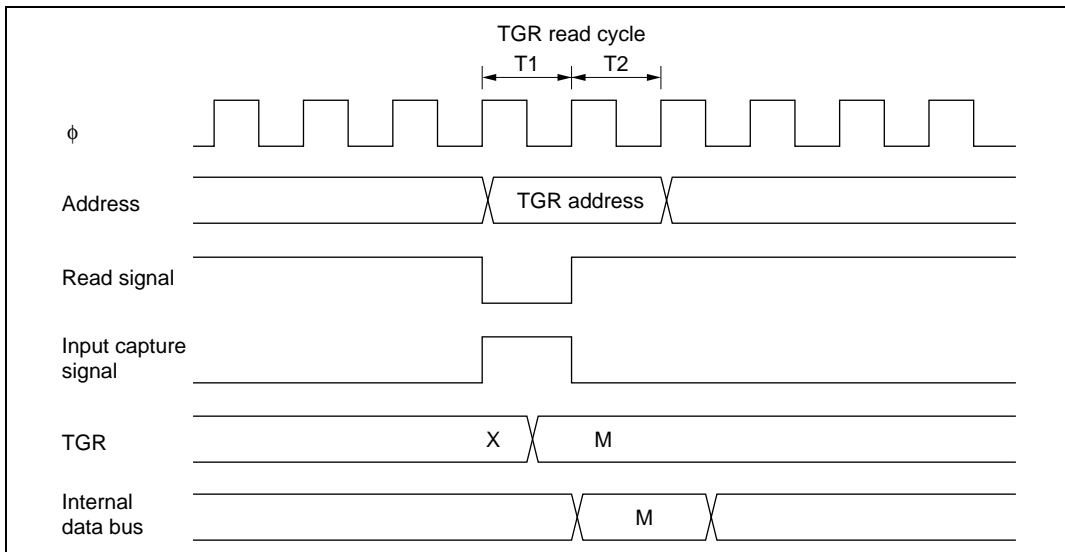 TGR read cycle
T1 T2
ϕ
Address
TGR address
Read signal
Input capture
signal
TGR
X M
Internal
data bus
M